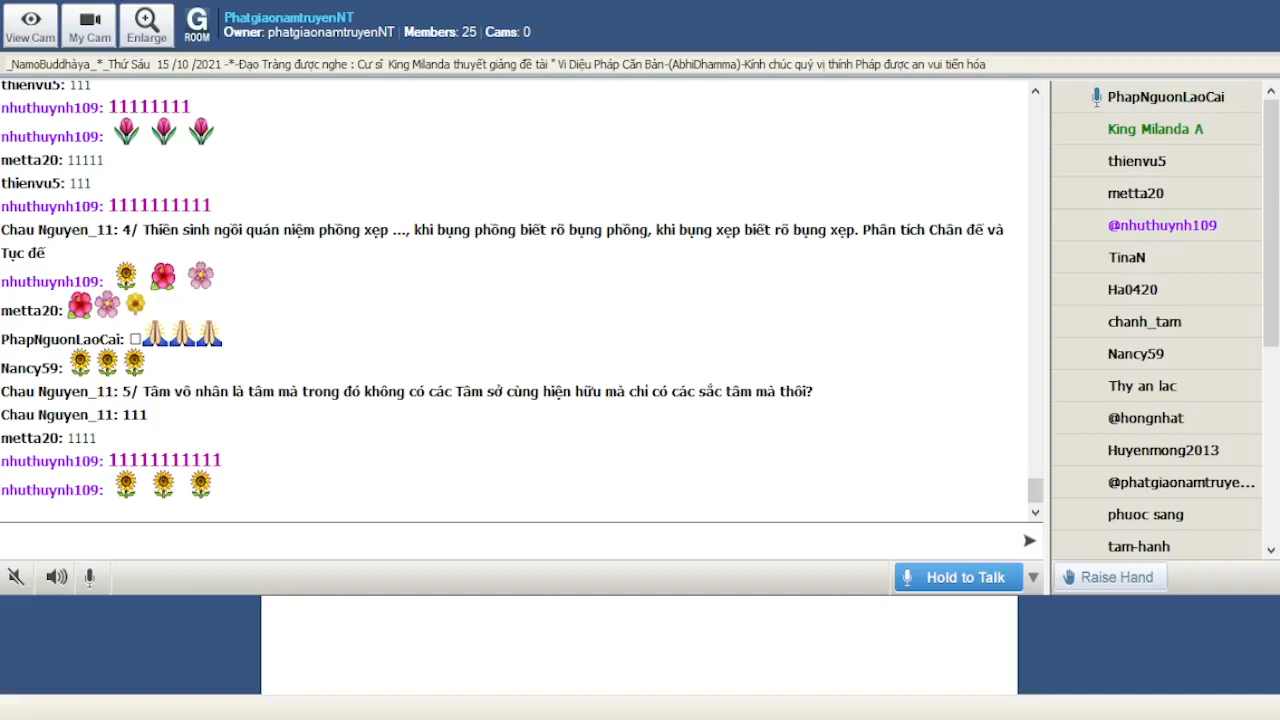 View Cam
My Cam
Enlarge
G
ROOM
PhatgiaonamtruyenNT
Owner: phatgiaonamtruyenNT | Members: 25 | Cams: 0
_NamoBuddhàya_*_Thứ Sáu 15 /10 /2021 -*-Đạo Tràng được nghe : Cư sĩ King Milanda thuyết giảng đề tài " Vi Diệu Pháp Căn Bản-(AbhiDhamma)-Kính chúc quý vị thính Pháp được an vui tiến hóa
thienvu5: 111
nhuthuynh109: 11111111
nhuthuynh109:
metta20: 11111
thienvu5: 111
nhuthuynh109: 1111111111
Chau Nguyen_11: 4/ Thiền sinh ngồi quán niệm phồng xẹp ..., khi bụng phồng biết rõ bụng phồng, khi bụng xẹp biết rõ bụng xẹp. Phân tích Chân đế và
Tục đế
nhuthuynh109:
metta20:
PhapNguonLaoCai:
Nancy59:
Chau Nguyen_11: 5/ Tâm vô nhân là tâm mà trong đó không có các Tâm sở cùng hiện hữu mà chỉ có các sắc tâm mà thôi?
Chau Nguyen_11: 111
metta20: 1111
nhuthuynh109: 11111111111
nhuthuynh109:
PhapNguonLaoCai
King Milanda A
thienvu5
metta20
@nhuthuynh109
TinaN
Ha0420
chanh_tam
Nancy59
Thy an lac
@hongnhat
Huyenmong2013
@phatgiaonamtruye...
phuoc sang
tam-hanh
Hold to Talk
Raise Hand